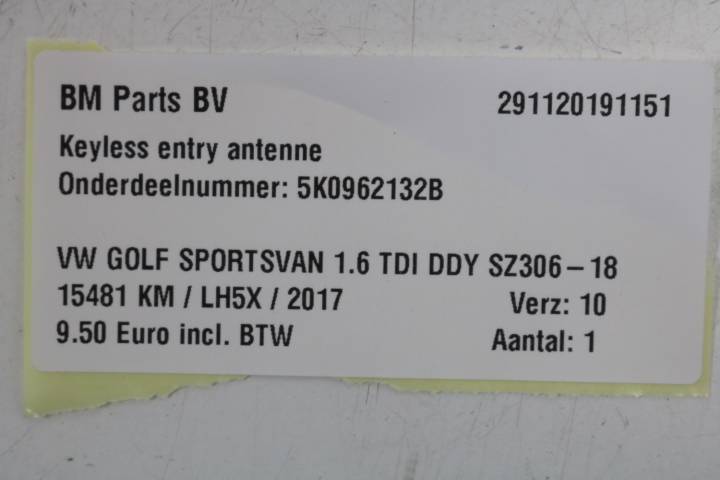 BM Parts BV 291120191151
Keyless entry antenne
Onderdeelnummer: 5K0962132B
VW GOLF SPORTSVAN 1.6 TDI DDY SZ306-18
15481 KM / LH5X / 2017 Verz: 10
9.50 Euro incl. BTW Aantal: 1